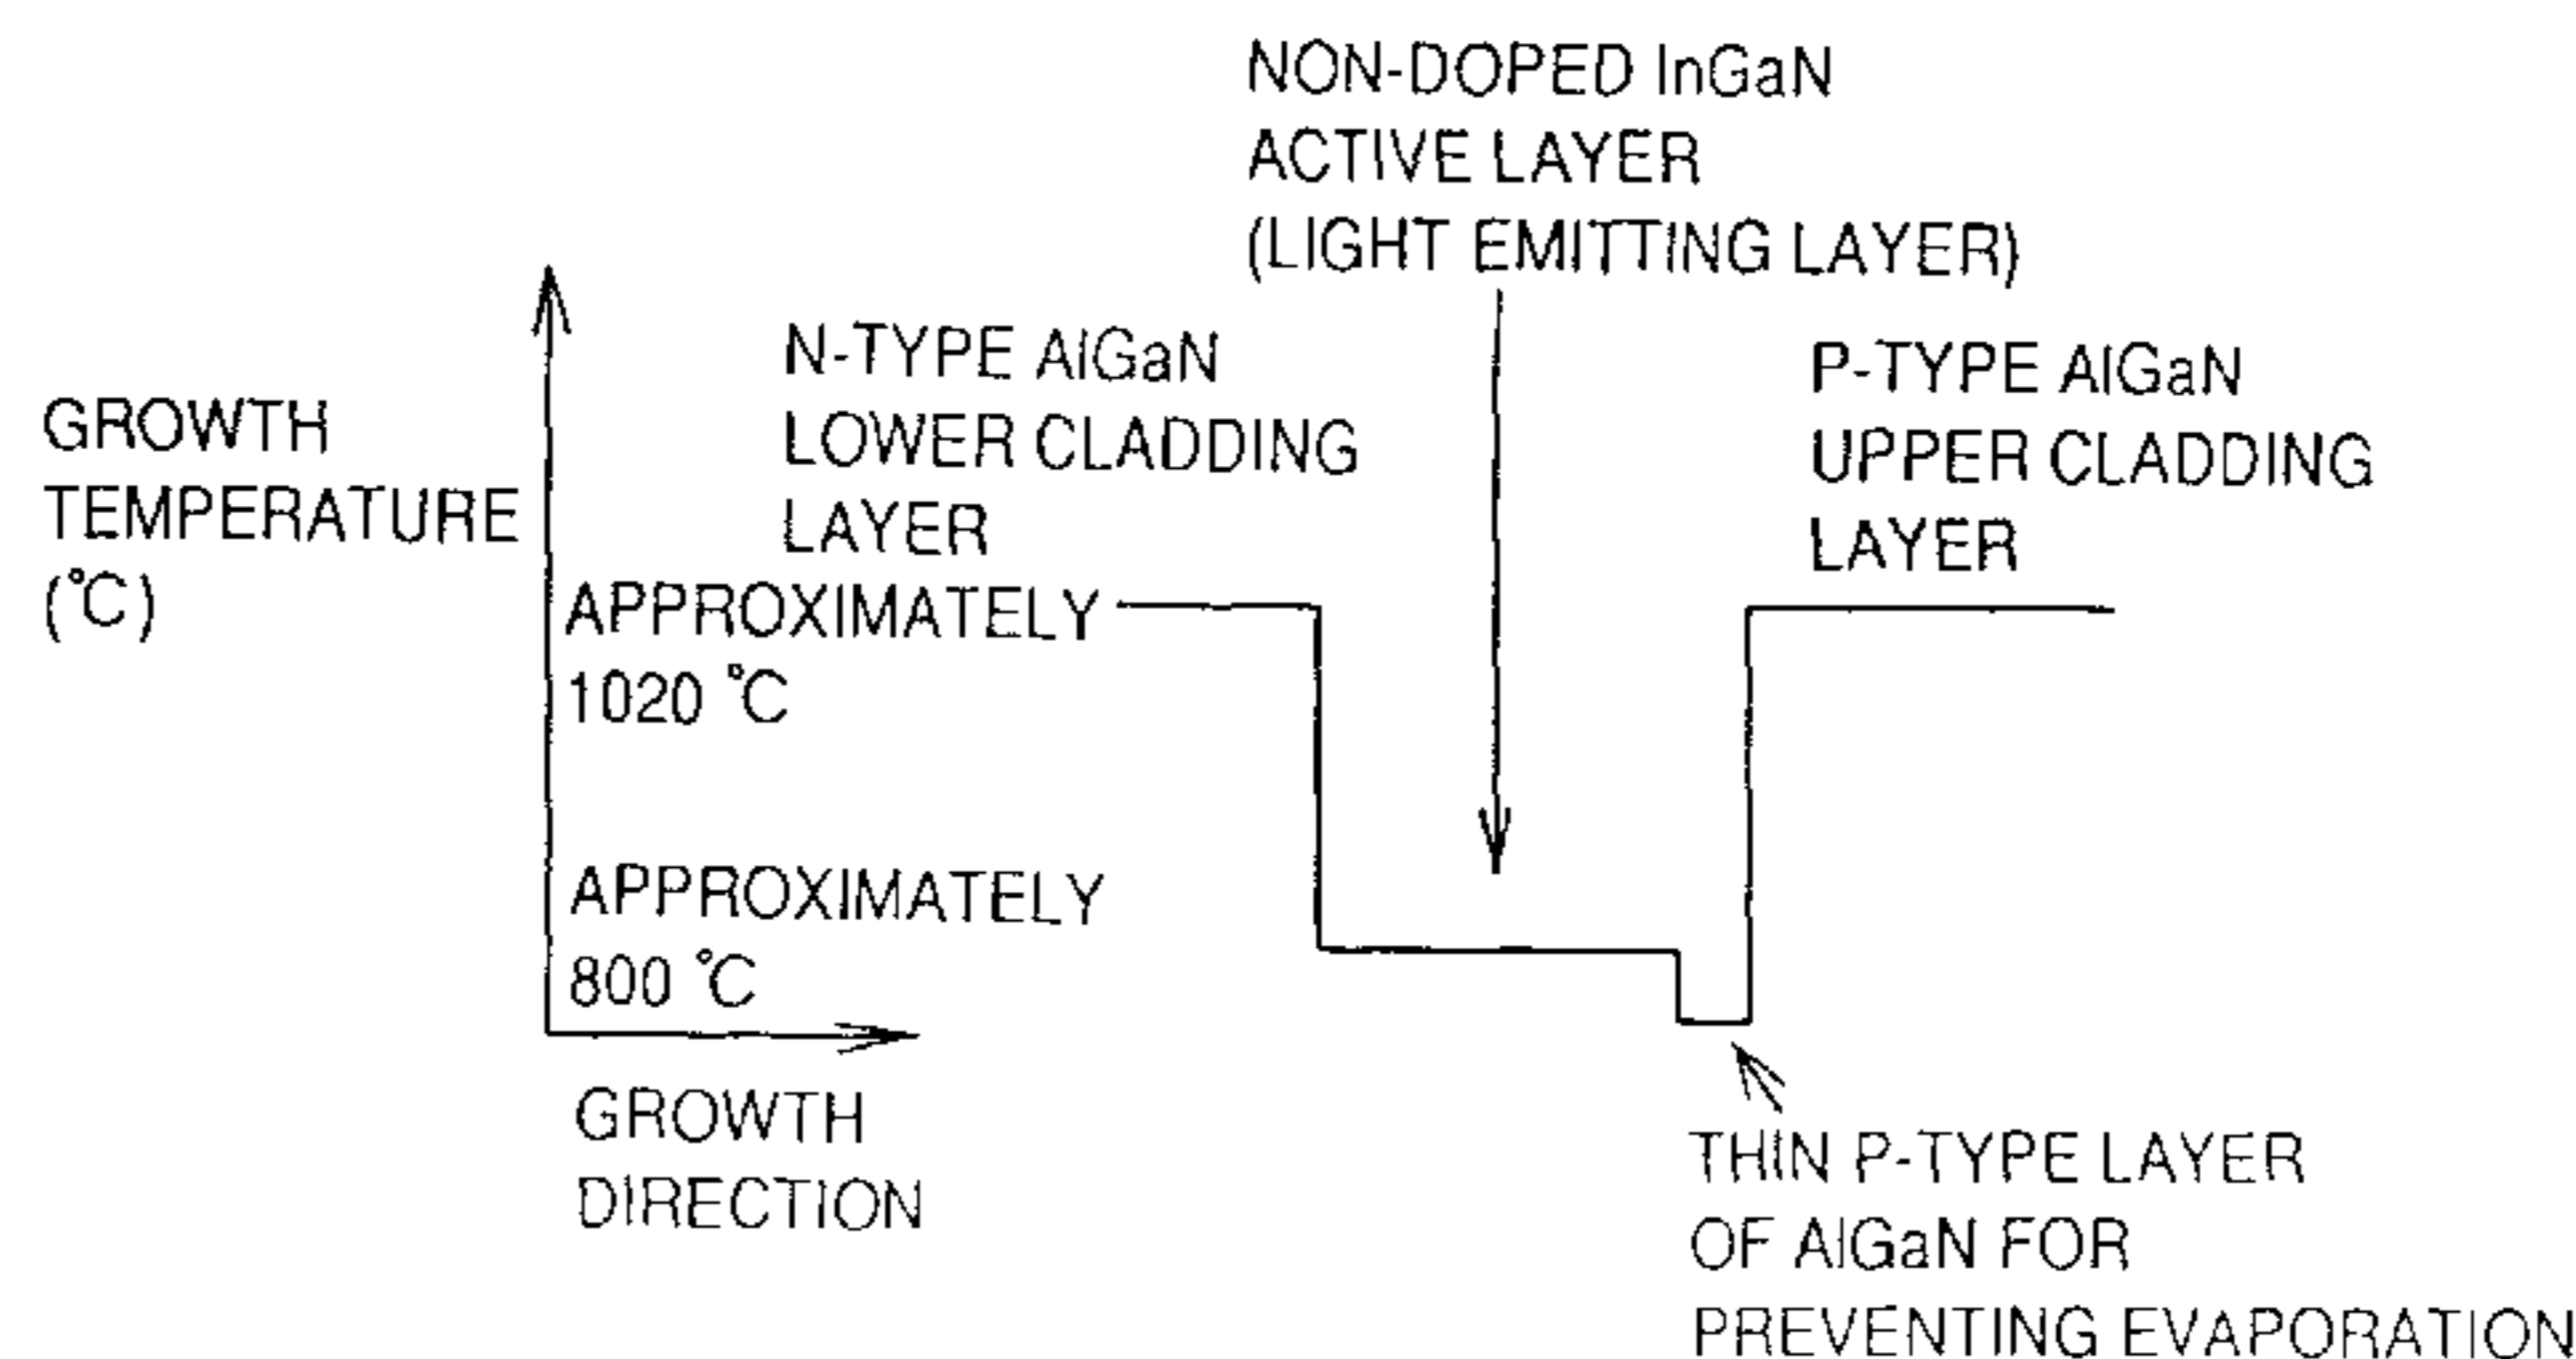 NON-DOPED InGaN
ACTIVE LAYER
(LIGHT EMITTING LAYER)
N-TYPE AlGaN
LOWER CLADDING
LAYER
P-TYPE AlGaN
UPPER CLADDING
LAYER
GROWTH
TEMPERATURE
(°C)
APPROXIMATELY
1020 °C
APPROXIMATELY
800 °C
GROWTH
DIRECTION
THIN P-TYPE LAYER
OF AlGaN FOR
PREVENTING EVAPORATION